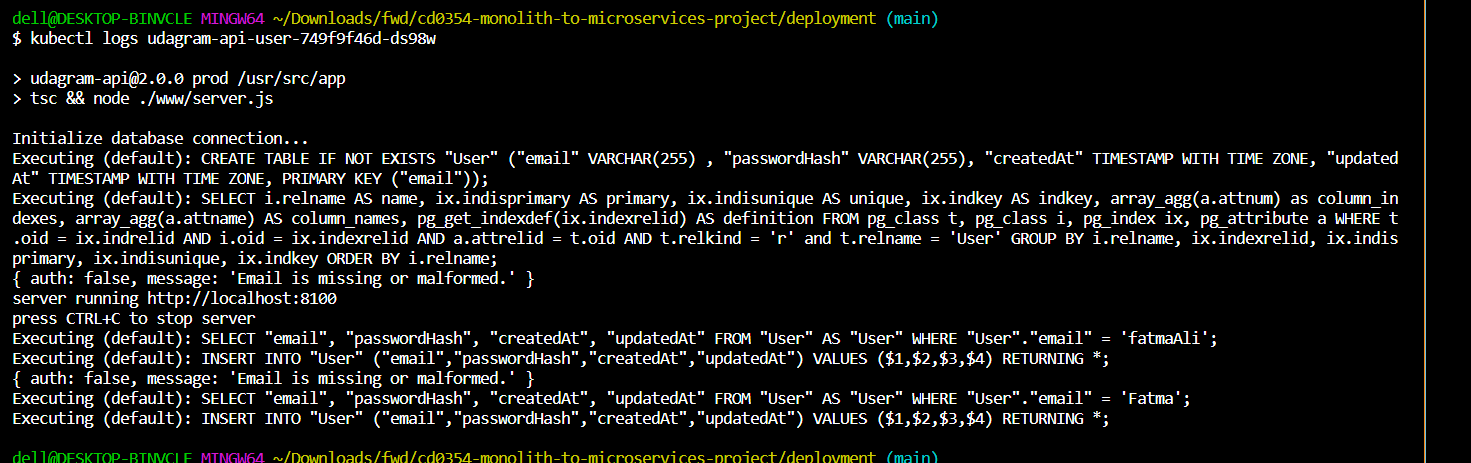 dell@DESKTOP-BINVCLE MINGW64 ~/Downloads/fwd/cd0354-monolith-to-microservices-project/deployment (main)
$ kubectl logs udagram-api-user-749f9f46d-ds98w
> udagram-api@2.0.0 prod /usr/src/app
> tsc && node ./www/server.js
Initialize database connection...
Executing (default): CREATE TABLE IF NOT EXISTS "User" ("email" VARCHAR(255) , "passwordHash" VARCHAR(255), "createdAt" TIMESTAMP WITH TIME ZONE, "updated
At" TIMESTAMP WITH TIME ZONE, PRIMARY KEY ("email"));
Executing (default): SELECT i.relname AS name, ix.indisprimary AS primary, ix.indisunique AS unique, ix.indkey AS indkey, array_agg(a.attnum) as column_in
dexes, array_agg(a.attname) AS column_names, pg_get_indexdef(ix.indexrelid) AS definition FROM pg_class t, pg_class i, pg_index ix, pg_attribute a WHERE t
.oid = ix.indrelid AND i.oid = ix.indexrelid AND a.attrelid = t.oid AND t.relkind = 'r' and t.relname = 'User' GROUP BY i.relname, ix.indexrelid, ix.indis
primary, ix.indisunique, ix.indkey ORDER BY i.relname;
{ auth: false, message: 'Email is missing or malformed.' }
server running http://localhost:8100
press CTRL+C to stop server
Executing (default): SELECT "email", "passwordHash", "createdAt", "updatedAt" FROM "User" AS "User" WHERE "User"."email" = 'fatmaAli';
Executing (default): INSERT INTO "User" ("email","passwordHash","createdAt","updatedAt") VALUES ($1,$2,$3,$4) RETURNING *;
{ auth: false, message: 'Email is missing or malformed.' }
Executing (default): SELECT "email", "passwordHash", "createdAt", "updatedAt" FROM "User" AS "User" WHERE "User"."email" = 'Fatma';
Executing (default): INSERT INTO "User" ("email","passwordHash","createdAt","updatedAt") VALUES ($1,$2,$3,$4) RETURNING *;
dell@DESKTOP-BINVCLE MINGW64 ~/Downloads/fwd/cd0354-monolith-to-microservices-project/deployment (main)